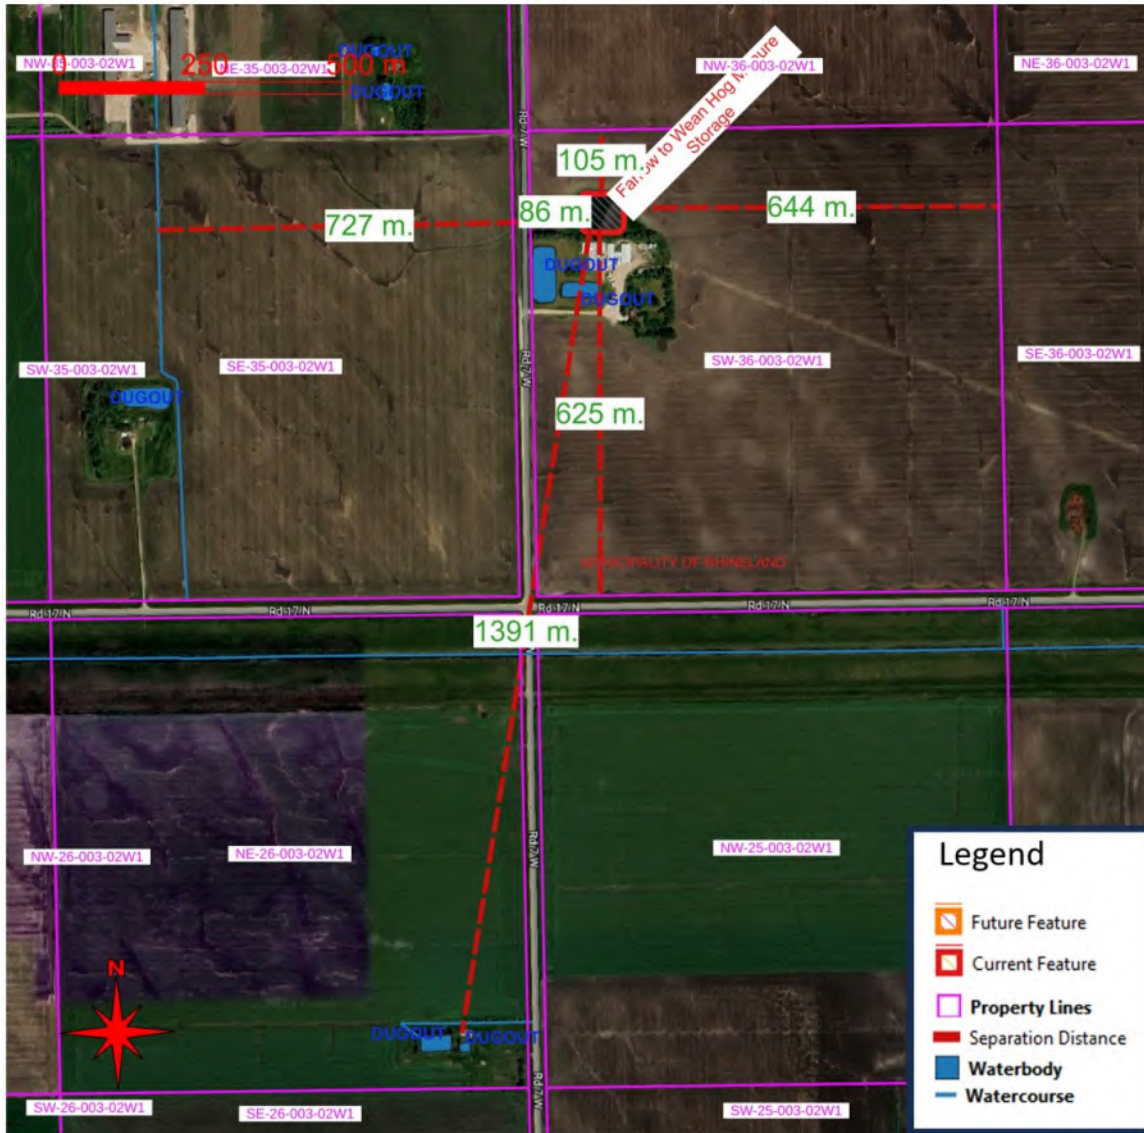 DUGOUT
NW-35-003-02W1
0
250
NE-35-003-02W1
500 m
DUGOUT
NW-36-003-02W1
NE-36-003-02W1
Rd 7 W
Farrow to Wean Hog Manure
Storage
105 m.
727 m.
86 m.
644 m.
DUGOUT
DUGOUT
SW-35-003-02W1
SE-35-003-02W1
Rd 7 W
SW-36-003-02W1
SE-36-003-02W1
DUGOUT
625 m.
MUNICIPALITY OF RHINELAND
Rd 17 N
Rd 17 N
Rd 17 N
Rd 17 N
Rd 17 N
1391 m.
NW-26-003-02W1
NE-26-003-02W1
Rd 7 W
NW-25-003-02W1
Legend
Future Feature
Current Feature
Property Lines
Separation Distance
Waterbody
Watercourse
N
DUGOUT
DUGOUT
Rd 7 W
SW-26-003-02W1
SE-26-003-02W1
SW-25-003-02W1